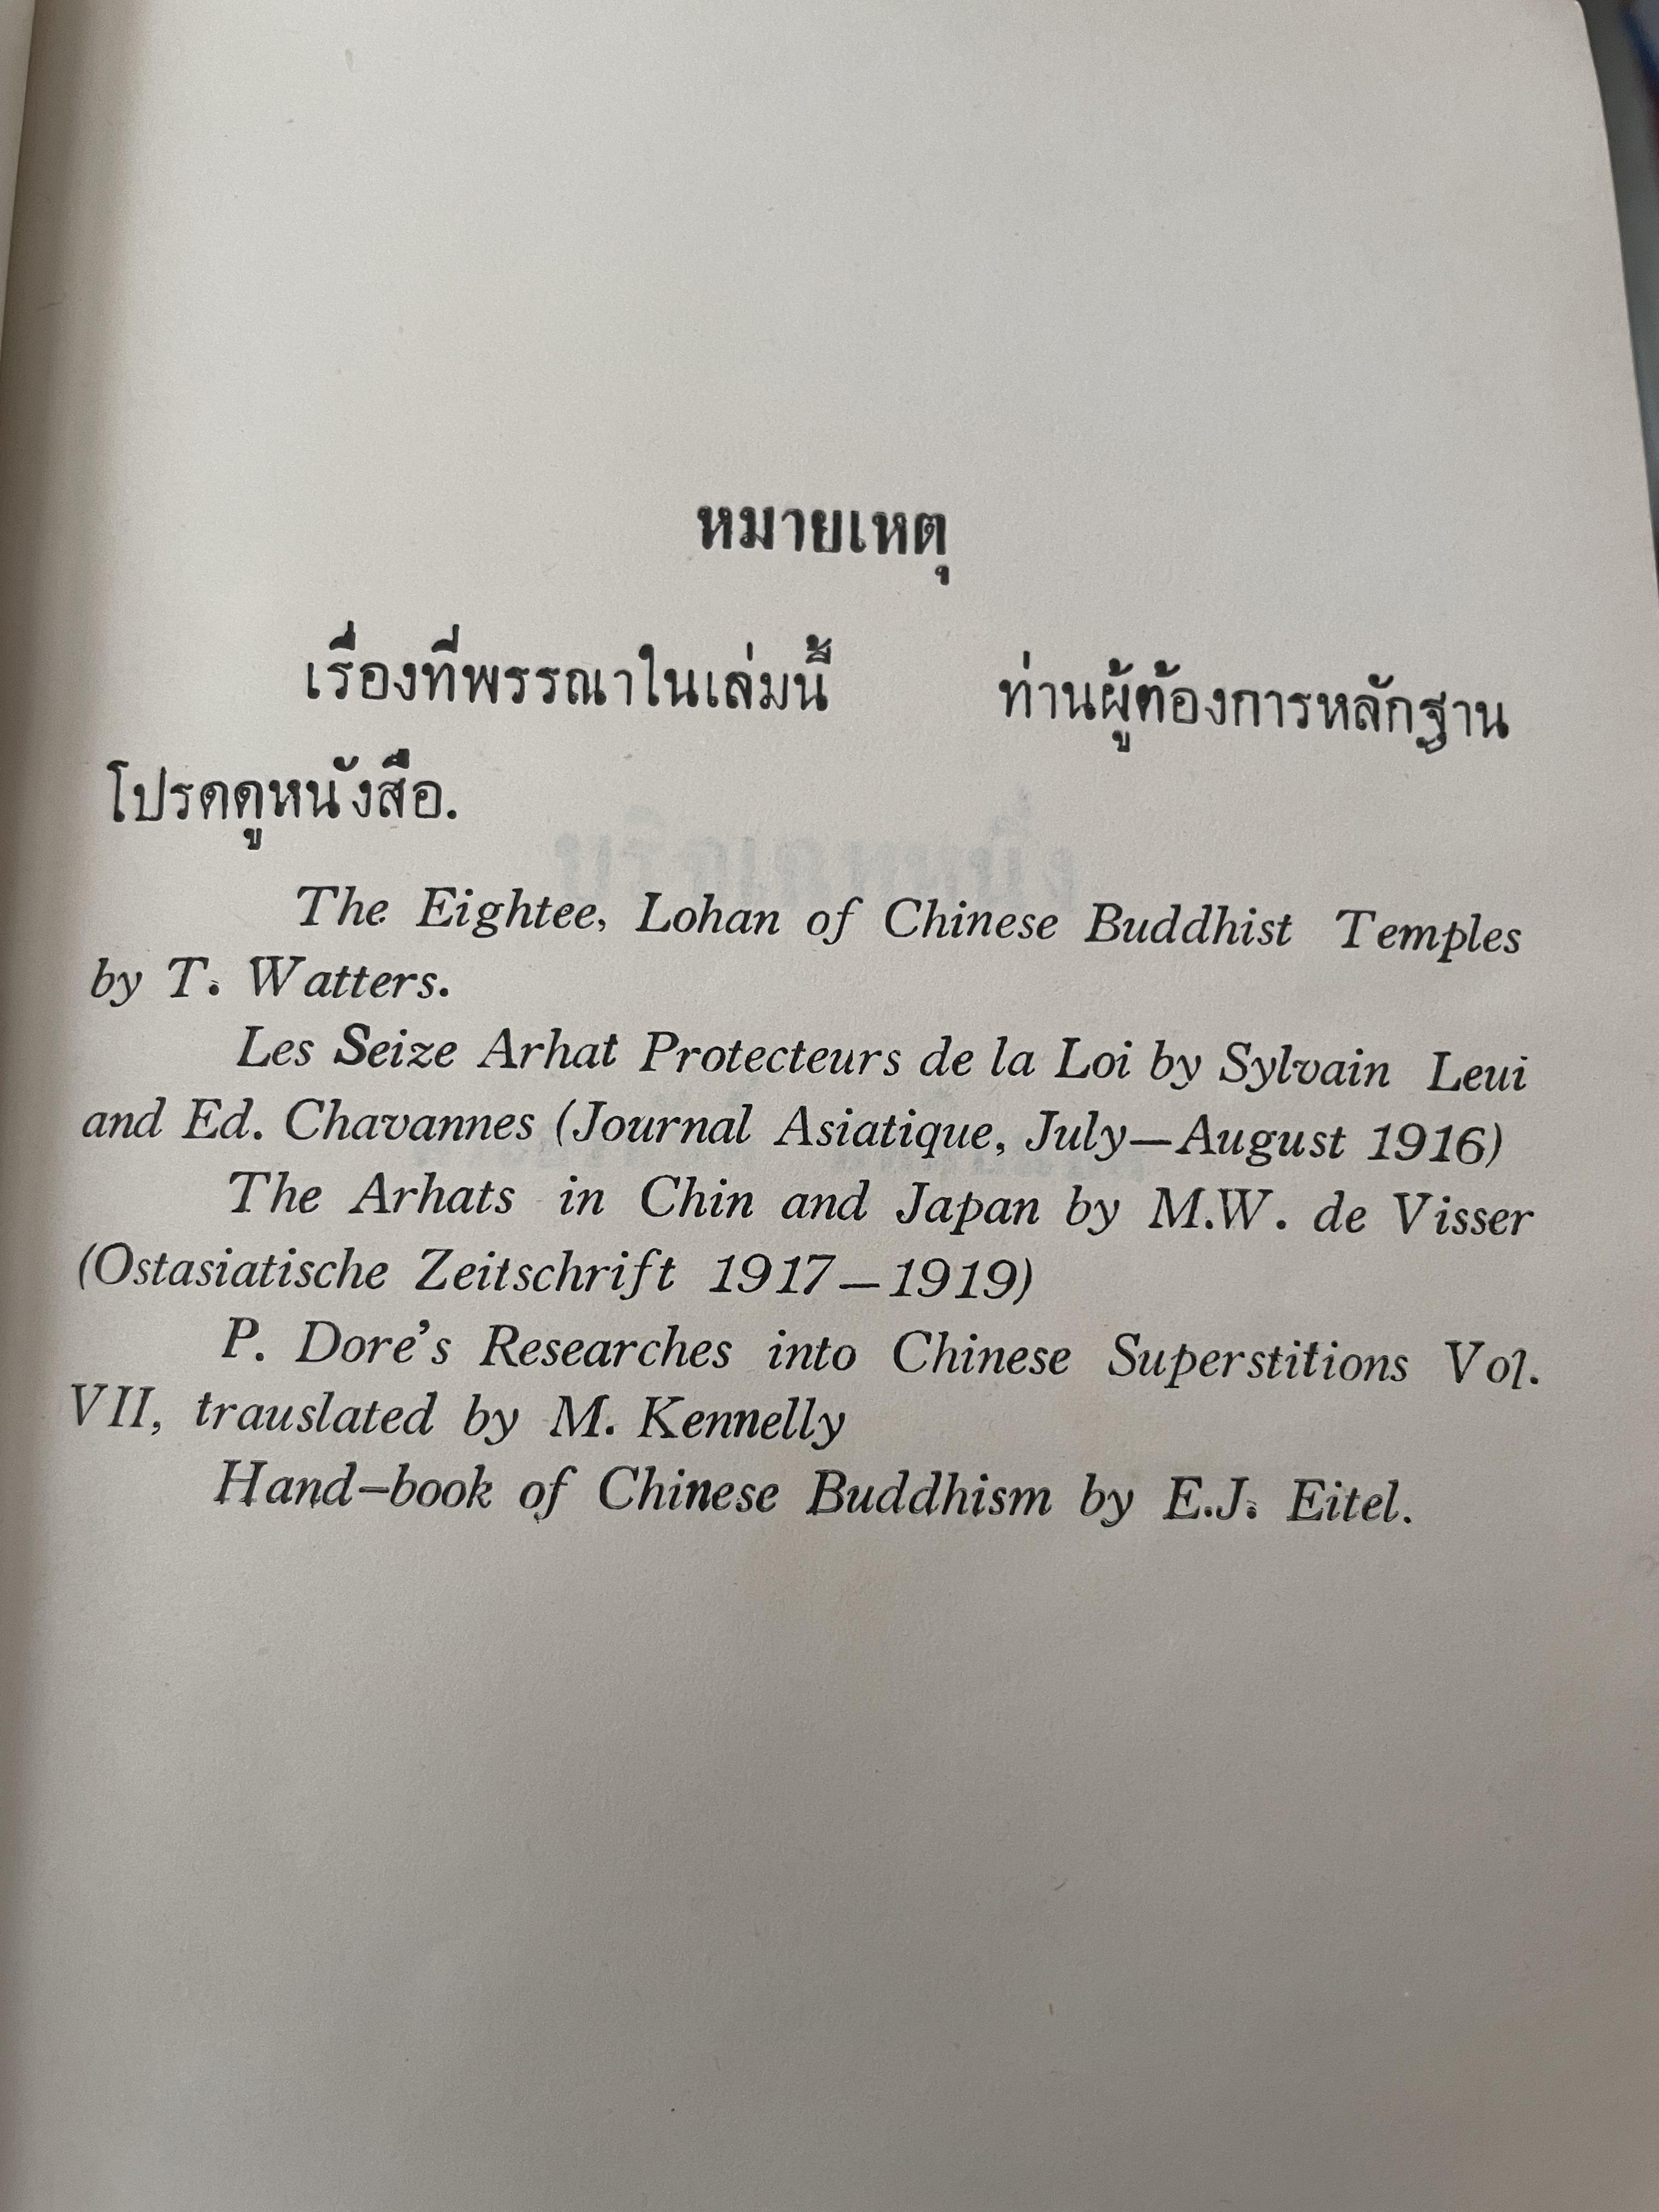 หมายเหตุ
เรื่องที่พรรณาในเล่มนี้ ท่านผู้ต้องการหลักฐาน
โปรดดูหนังสือ.
The Eightee, Lohan of Chinese Buddhist Temples
by T. Watters.
Les Seize Arhat Protecteurs de la Loi by Sylvain Leui
and Ed. Chavannes (Journal Asiatique, July—August 1916)
The Arhats in Chin and Japan by M.W. de Visser
(Ostasiatische Zeitschrift 1917—1919)
P. Doré's Researches into Chinese Superstitions Vol.
VII, trauslated by M. Kennelly
Hand-book of Chinese Buddhism by E.J. Eitel.